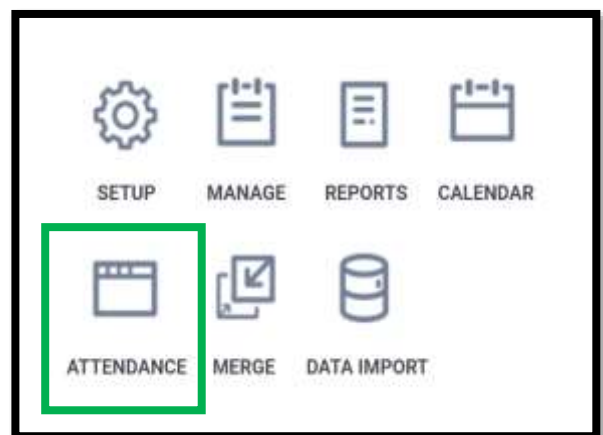 SETUP MANAGE REPORTS CALENDAR
ATTENDANCE MERGE DATA IMPORT